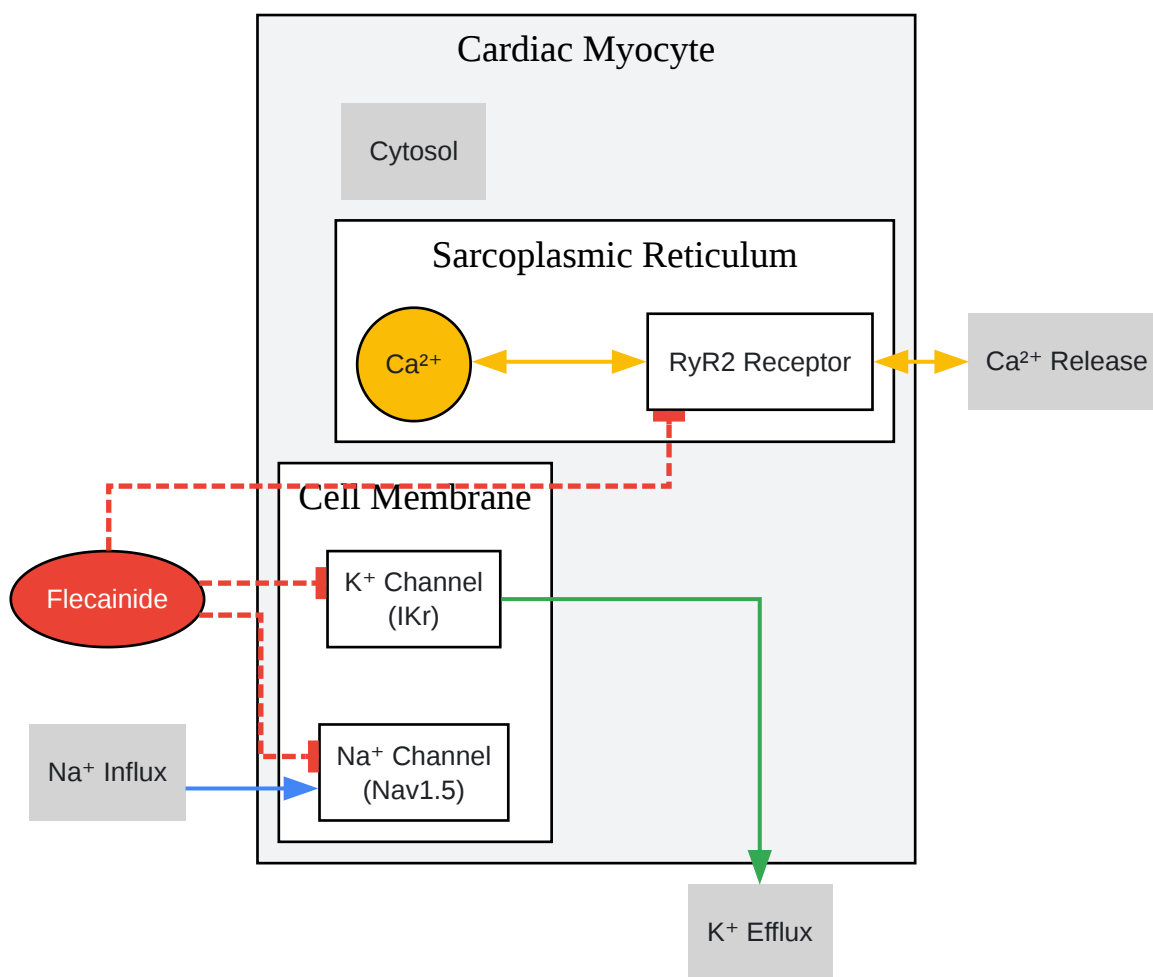 Cardiac Myocyte
Cytosol
Sarcoplasmic Reticulum
Ca²⁺
RyR2 Receptor
Ca²⁺ Release
Cell Membrane
K⁺ Channel
(IKr)
Flecainide
Na⁺ Channel
(Nav1.5)
Na⁺ Influx
K⁺ Efflux